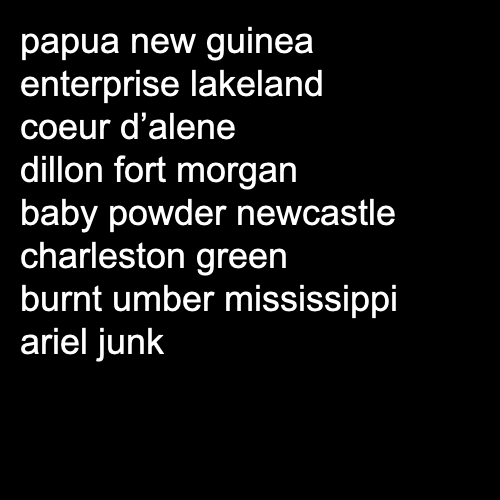 papua new guinea
enterprise lakeland
coeur d’alene
dillon fort morgan
baby powder newcastle
charleston green
burnt umber mississippi
ariel junk